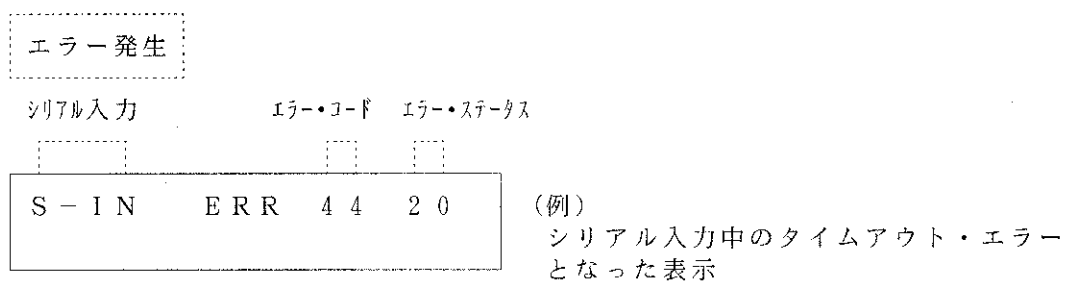 エラー発生
シリアル入力 エラー・コード エラー・ステータス
S-IN ERR 44 20
(例)
シリアル入力中のタイムアウト・エラー
となった表示